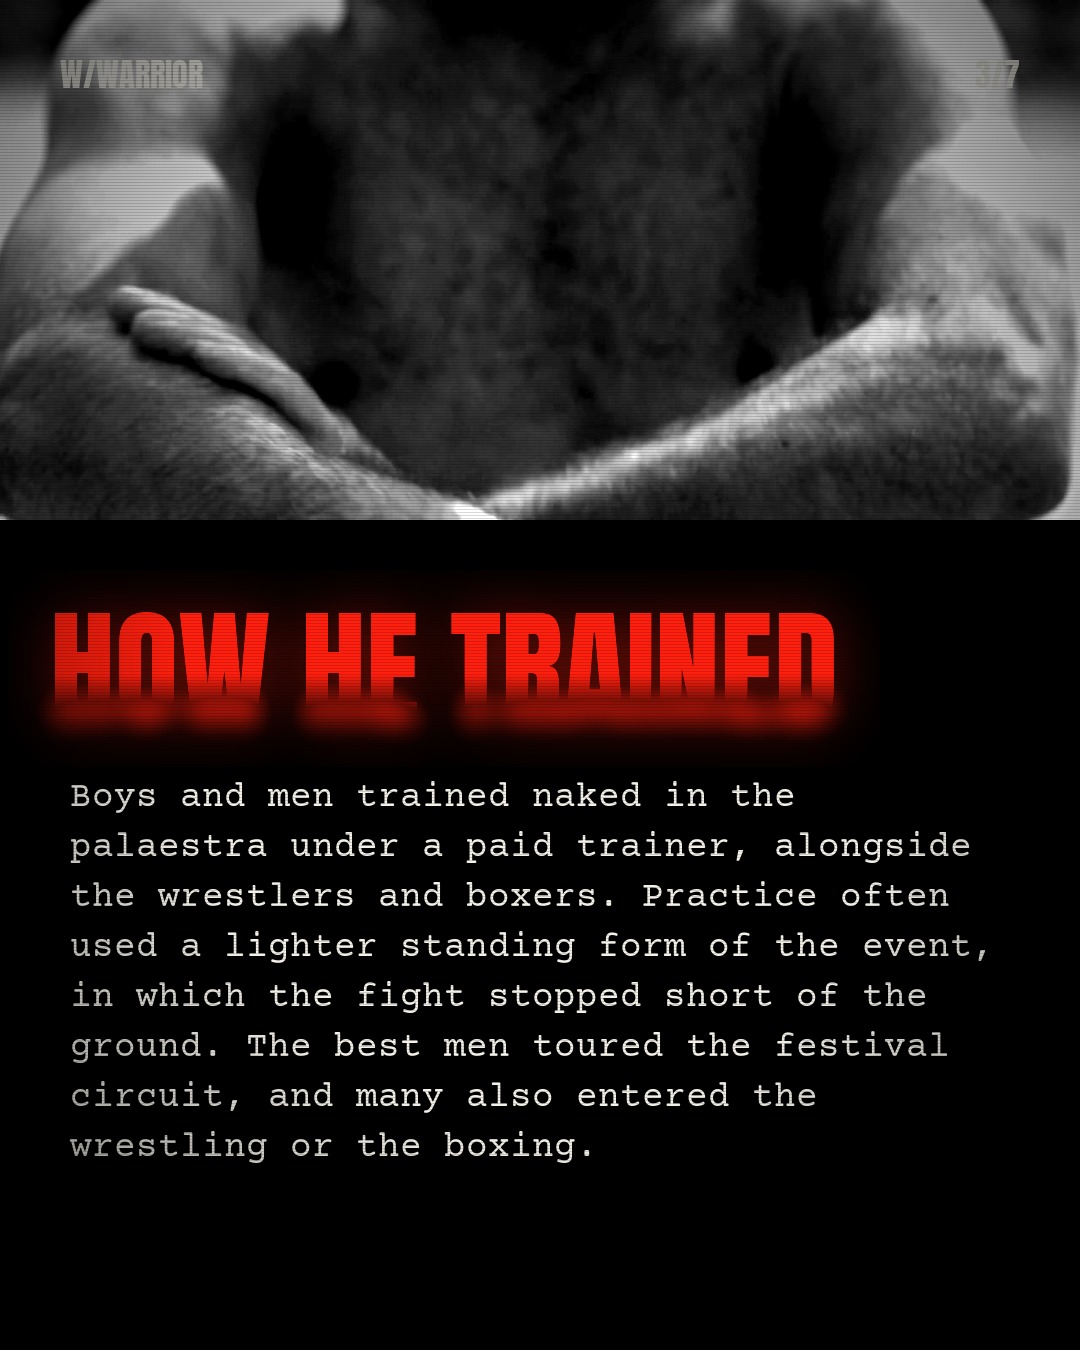 W/WARRIOR
3/7
HOW HE TRAINED
Boys and men trained naked in the
palaestra under a paid trainer, alongside
the wrestlers and boxers. Practice often
used a lighter standing form of the event,
in which the fight stopped short of the
ground. The best men toured the festival
circuit, and many also entered the
wrestling or the boxing.